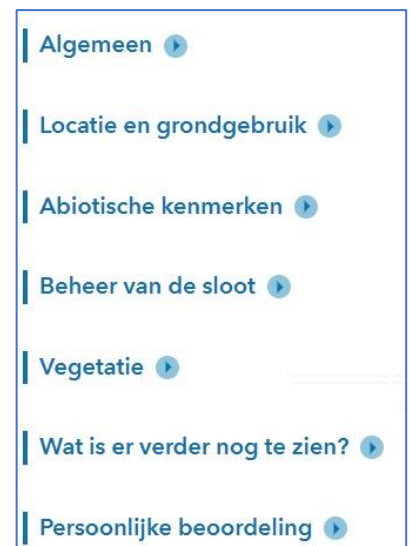 Algemeen
Locatie en grondgebruik
Abiotische kenmerken
Beheer van de sloot
Vegetatie
Wat is er verder nog te zien?
Persoonlijke beoordeling